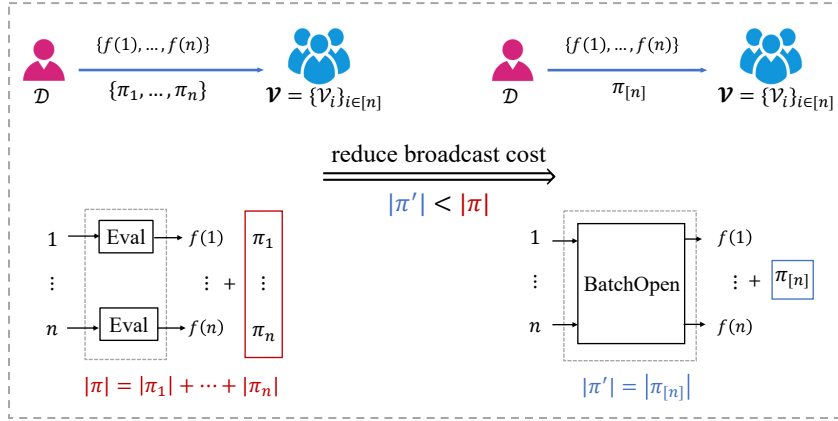 {f(1), …, f(n)}
𝒟
{π₁, …, πₙ}
𝓥 = {𝒱ᵢ}ᵢ∈[n]
{f(1), …, f(n)}
𝒟
π[n]
𝓥 = {𝒱ᵢ}ᵢ∈[n]
reduce broadcast cost
|π′| < |π|
1
Eval
f(1)
π₁
⋮
⋮ +
⋮
n
Eval
f(n)
πₙ
|π| = |π₁| + ⋯ + |πₙ|
1
f(1)
⋮
BatchOpen
⋮ +
π[n]
n
f(n)
|π′| = |π[n]|